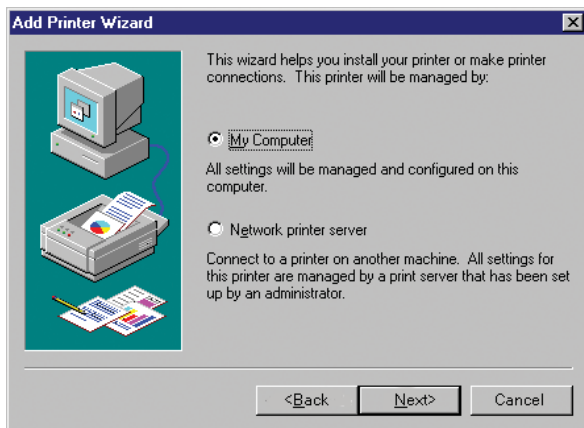 Add Printer Wizard
This wizard helps you install your printer or make printer
connections. This printer will be managed by:
My Computer
All settings will be managed and configured on this
computer.
Network printer server
Connect to a printer on another machine. All settings for
this printer are managed by a print server that has been set
up by an administrator.
<Back
Next>
Cancel